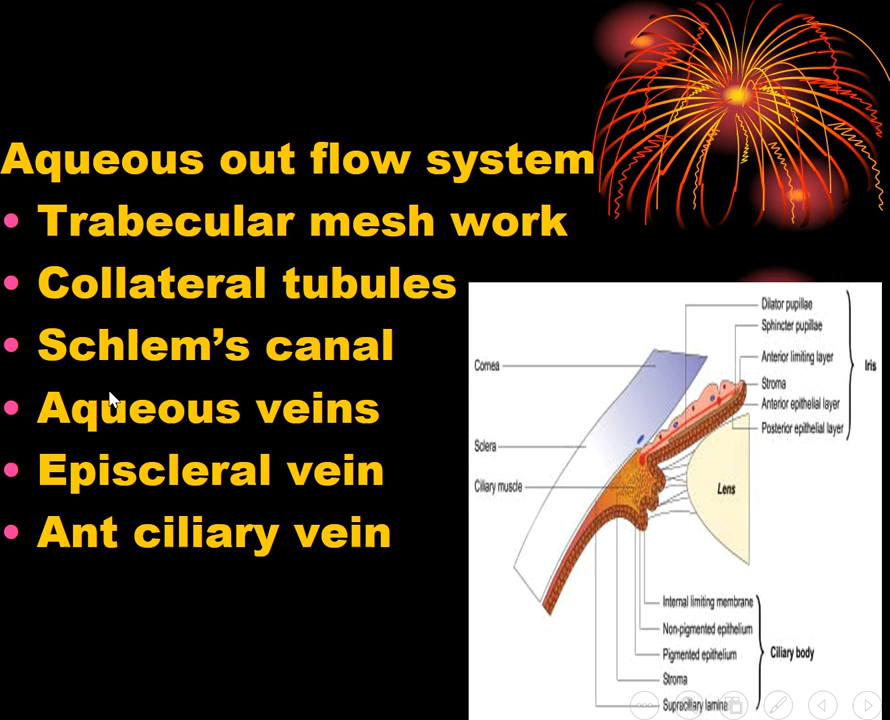 Aqueous out flow system
• Trabecular mesh work
• Collateral tubules
• Schlem’s canal
• Aqueous veins
• Episcleral vein
• Ant ciliary vein
Dilator pupillae
Sphincter pupillae
Anterior limiting layer
Stroma
Anterior epithelial layer
Posterior epithelial layer
Iris
Cornea
Sclera
Ciliary muscle
Lens
Internal limiting membrane
Non-pigmented epithelium
Pigmented epithelium
Stroma
Supraciliary lamina
Ciliary body